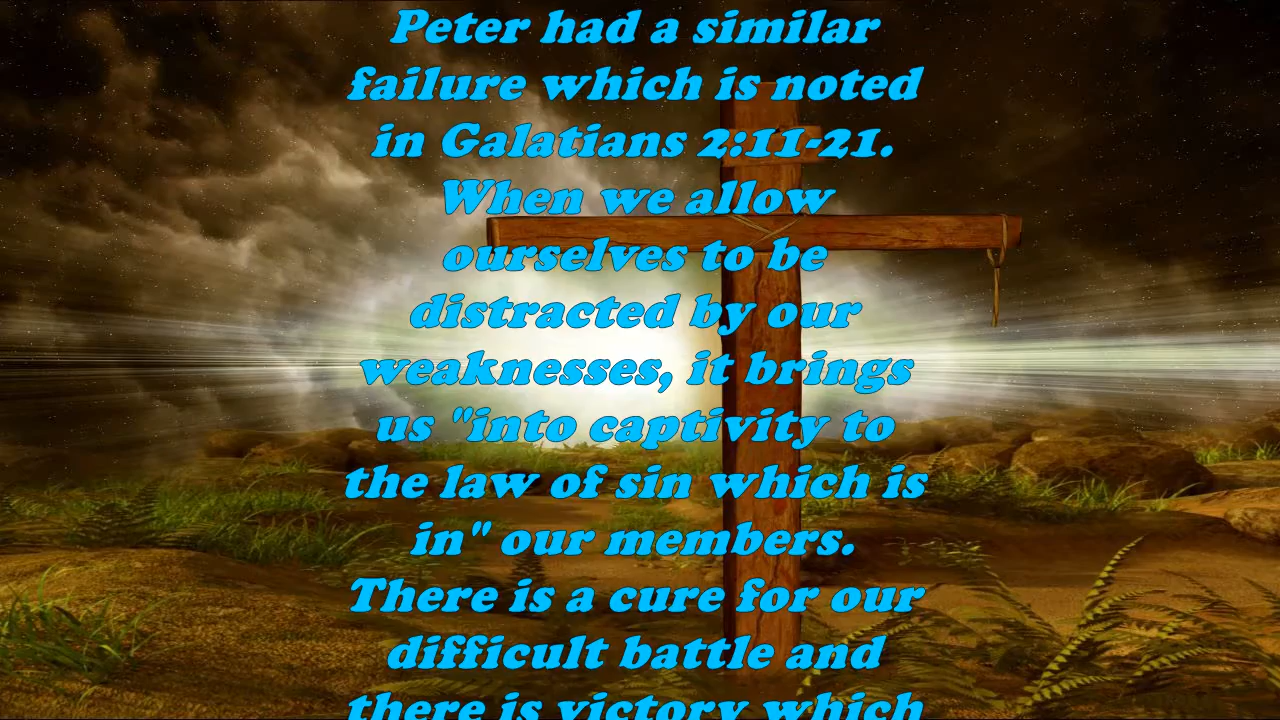 Peter had a similar
failure which is noted
in Galatians 2:11-21.
When we allow
ourselves to be
distracted by our
weaknesses, it brings
us "into captivity to
the law of sin which is
in" our members.
There is a cure for our
difficult battle and
there is victory which